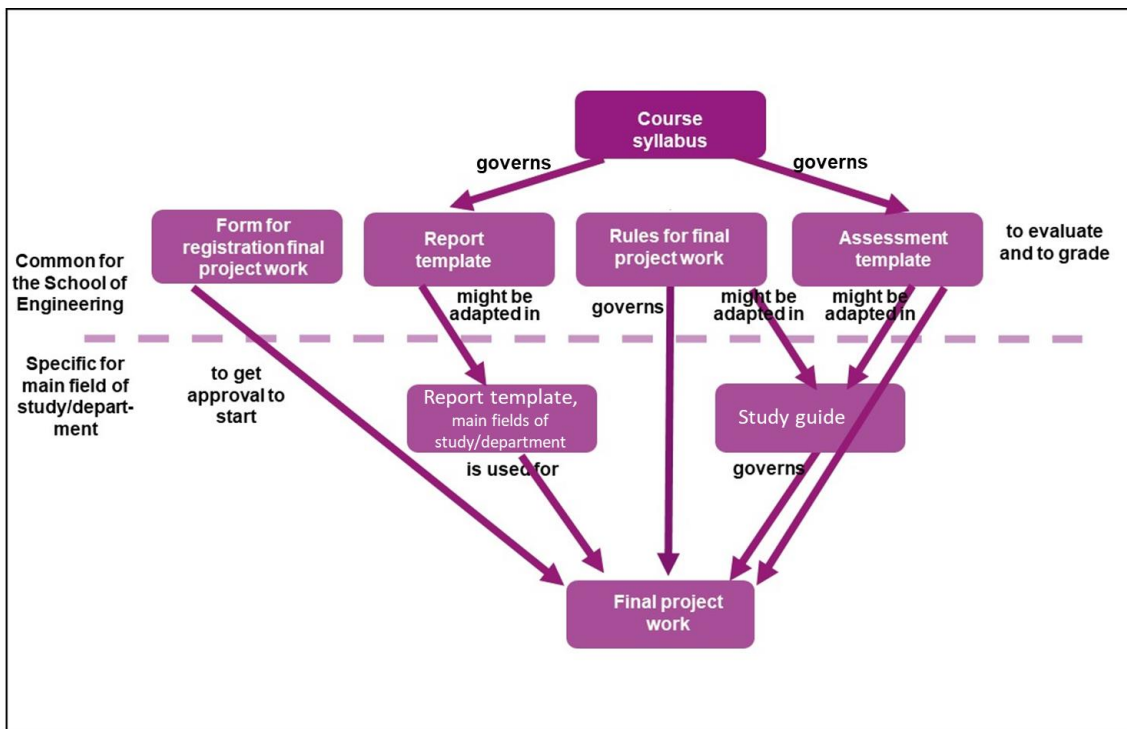 Course
syllabus
governs
governs
Form for
registration final
project work
Report
template
Rules for final
project work
Assessment
template
to evaluate
and to grade
Common for
the School of
Engineering
might be
adapted in
governs
might be
adapted in
might be
adapted in
Specific for
main field of
study/depart-
ment
to get
approval to
start
Report template,
main fields of
study/department
Study guide
is used for
governs
Final project
work